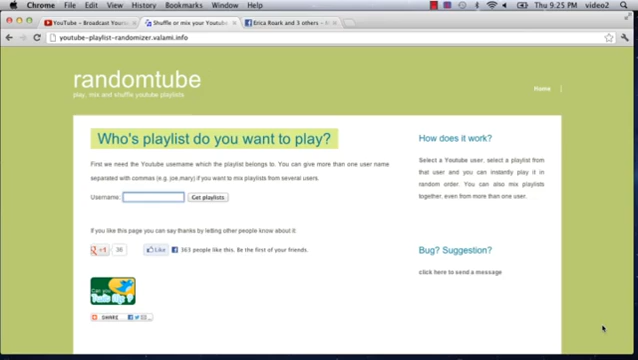 Chrome File Edit View History Bookmarks Window Help
Thu 9:25 PM video2
YouTube - Broadcast Yours
Shuffle or mix your Youtube
Erica Roark and 3 others -
youtube-playlist-randomizer.valami.info
randomtube
play, mix and shuffle youtube playlists
Home
Who's playlist do you want to play?
First we need the Youtube username which the playlist belongs to. You can give more than one user name
separated with commas (e.g. joe,mary) if you want to mix playlists from several users.
Username: Get playlists
If you like this page you can say thanks by letting other people know about it:
+1 36 Like 363 people like this. Be the first of your friends.
SHARE
How does it work?
Select a Youtube user, select a playlist from
that user and you can instantly play it in
random order. You can also mix playlists
together, even from more than one user.
Bug? Suggestion?
click here to send a message